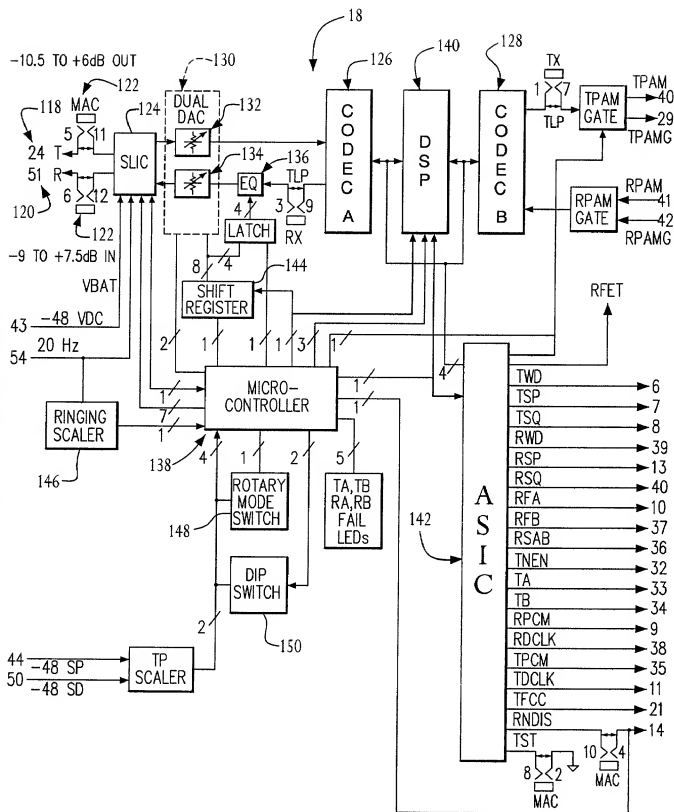 18
-10.5 TO +6dB OUT
130
140
122
126
128
TX
118
MAC
124
DUAL DAC
132
1 7
TPAM
40
5 11
TLP
TPAM GATE
29
TPAMG
24 T
SLIC
CODEC A
DSP
CODEC B
51 R
134
136
EQ
TLP
RPAM
41
RPAM GATE
42
RPAMG
6 12
4
3 9
120
122
LATCH
RX
-9 TO +7.5dB IN
4
8
144
VBAT
SHIFT REGISTER
RFET
43
-48 VDC
2
1
1
1
3
1
4
54
20 Hz
MICRO-CONTROLLER
1
1
1
7
RINGING SCALER
1
138
146
4
1
2
5
ROTARY MODE SWITCH
148
TA, TB RA, RB FAIL LEDs
142
ASIC
DIP SWITCH
150
2
44
-48 SP
50
-48 SD
TP SCALER
TWD 6
TSP 7
TSQ 8
RWD 39
RSP 13
RSQ 40
RFA 10
RFB 37
RSAB 36
TNEN 32
TA 33
TB 34
RPCM 9
RDCLK 38
TPCM 35
TDCLK 11
TFCC 21
RNDIS 14
TST
10 4
MAC
8 2
MAC